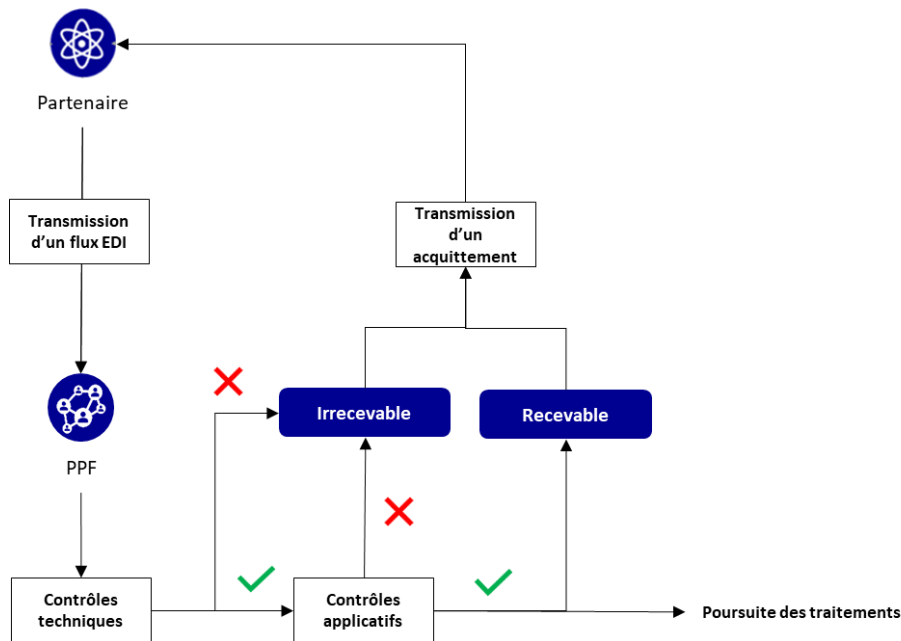 Partenaire
Transmission
d'un flux EDI
Transmission
d'un
acquittement
Irrecevable
Recevable
PPF
Contrôles
techniques
Contrôles
applicatifs
Poursuite des traitements